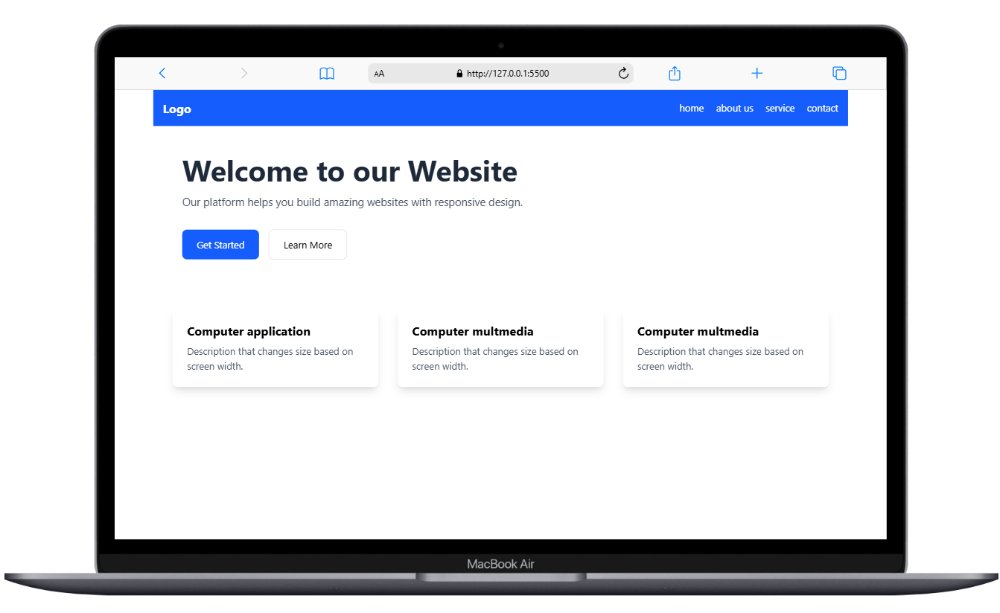 AA http://127.0.0.1:5500
Logo home about us service contact
Welcome to our Website
Our platform helps you build amazing websites with responsive design.
Get Started Learn More
Computer application Computer multmedia Computer multmedia
Description that changes size based on Description that changes size based on Description that changes size based on
screen width. screen width. screen width.
MacBook Air